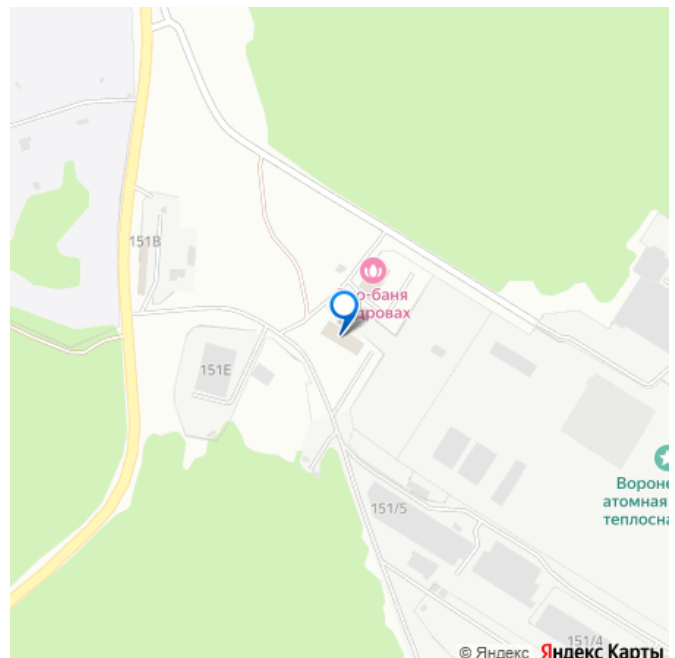 151В
о-баня
дровах
151Е
Вороне
атомная
теплосна
151/5
151/4
© Яндекс Яндекс Карты